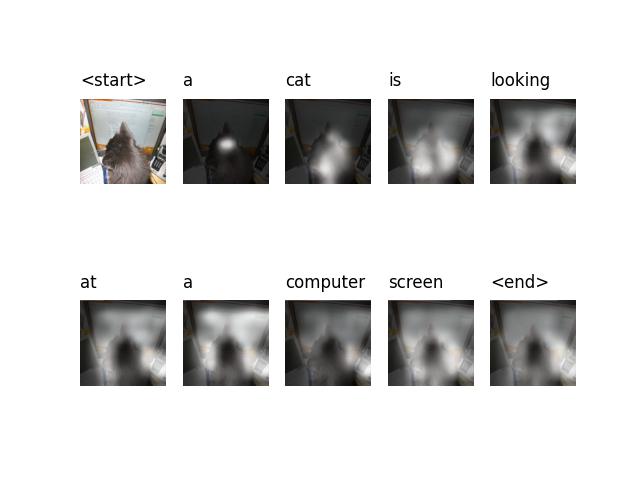 <start> a cat is looking
at a computer screen <end>